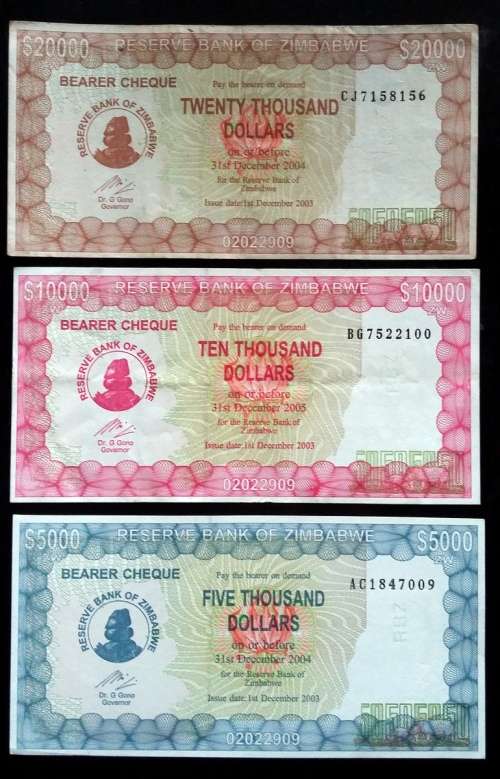 $20000 RESERVE BANK OF ZIMBABWE $20000
BEARER CHEQUE
Pay the bearer on demand
CJ7158156
TWENTY THOUSAND
DOLLARS
RESERVE BANK OF ZIMBABWE
on or before
31st December 2004
for the Reserve Bank of
Zimbabwe
Dr. G Gono
Governor
Issue date:1st December 2003
02022909
$10000 RESERVE BANK OF ZIMBABWE $10000
ZW
BEARER CHEQUE
Pay the bearer on demand
BG7522100
TEN THOUSAND
DOLLARS
RESERVE BANK OF ZIMBABWE
on or before
31st December 2005
for the Reserve Bank of
Zimbabwe
Dr. G Gono
Governor
Issue date:1st December 2003
02022909
$5000 RESERVE BANK OF ZIMBABWE $5000
ZW
BEARER CHEQUE
Pay the bearer on demand
AC1847009
FIVE THOUSAND
DOLLARS
RESERVE BANK OF ZIMBABWE
RBZ
on or before
31st December 2004
for the Reserve Bank of
Zimbabwe
Dr. G Gono
Governor
Issue date:1st December 2003
02022909